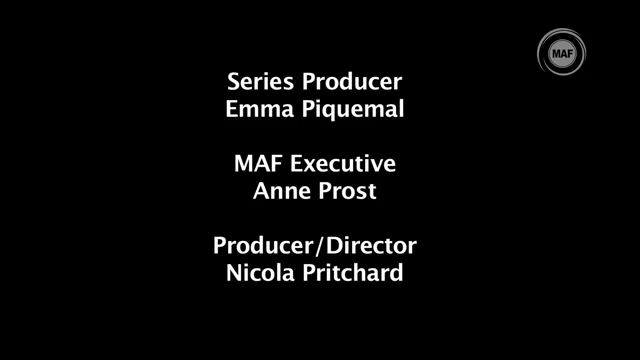 MAF
Series Producer
Emma Piquemal
MAF Executive
Anne Prost
Producer/Director
Nicola Pritchard